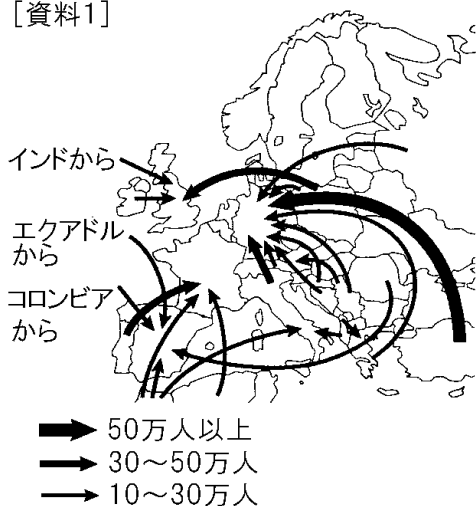 [資料1]
インドから
エクアドル
から
コロンビア
から
50万人以上
30～50万人
10～30万人